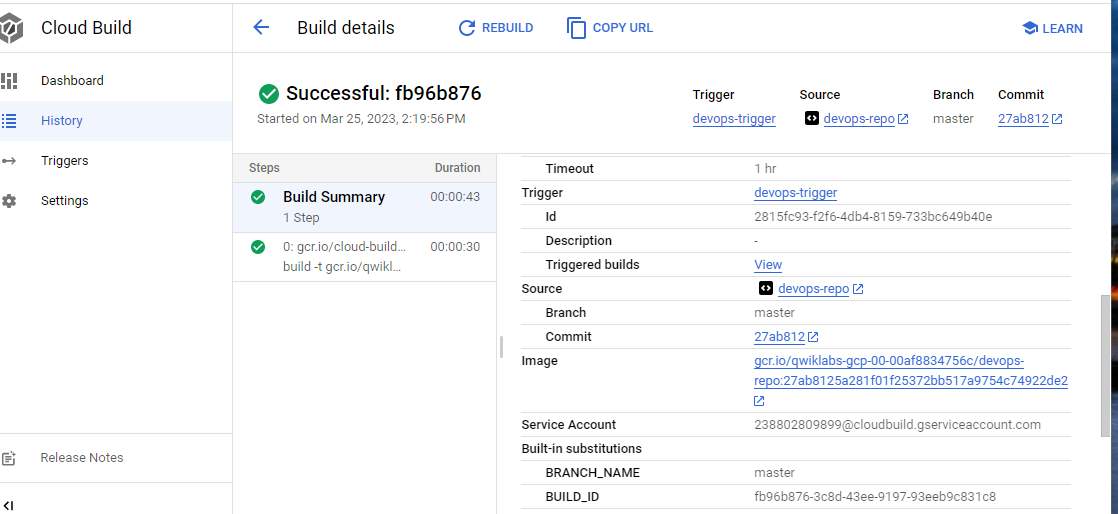 Cloud Build
Build details
REBUILD
COPY URL
LEARN
Dashboard
History
Triggers
Settings
Release Notes
Successful: fb96b876
Started on Mar 25, 2023, 2:19:56 PM
Trigger
Source
Branch
Commit
devops-trigger
devops-repo
master
27ab812
Steps
Duration
Build Summary
00:00:43
1 Step
0: gcr.io/cloud-build...
00:00:30
build -t gcr.io/qwikl...
Timeout
1 hr
Trigger
devops-trigger
Id
2815fc93-f2f6-4db4-8159-733bc649b40e
Description
-
Triggered builds
View
Source
devops-repo
Branch
master
Commit
27ab812
Image
gcr.io/qwiklabs-gcp-00-00af8834756c/devops-
repo:27ab8125a281f01f25372bb517a9754c74922de2
Service Account
238802809899@cloudbuild.gserviceaccount.com
Built-in substitutions
BRANCH_NAME
master
BUILD_ID
fb96b876-3c8d-43ee-9197-93eeb9c831c8